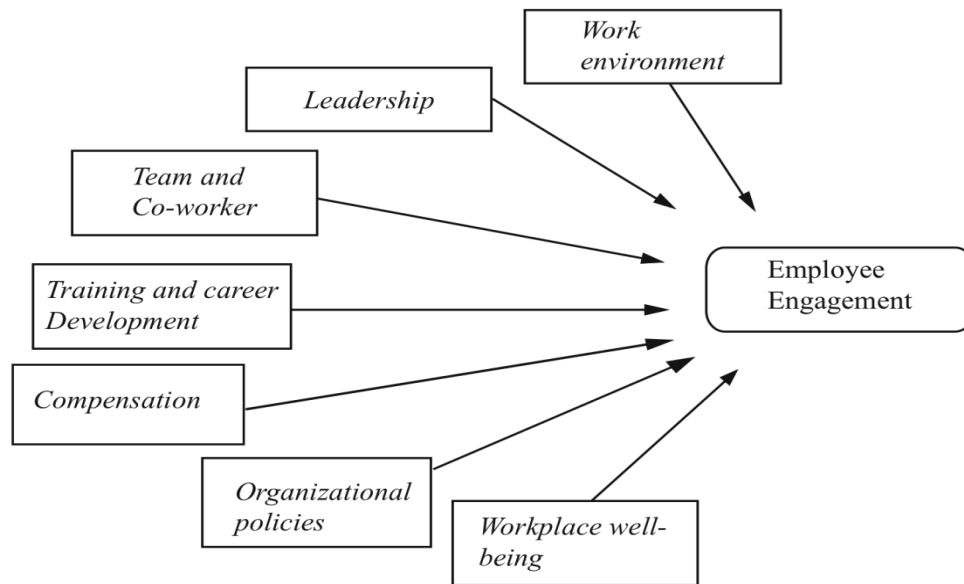 Work
environment
Leadership
Team and
Co-worker
Employee
Engagement
Training and career
Development
Compensation
Organizational
policies
Workplace well-
being